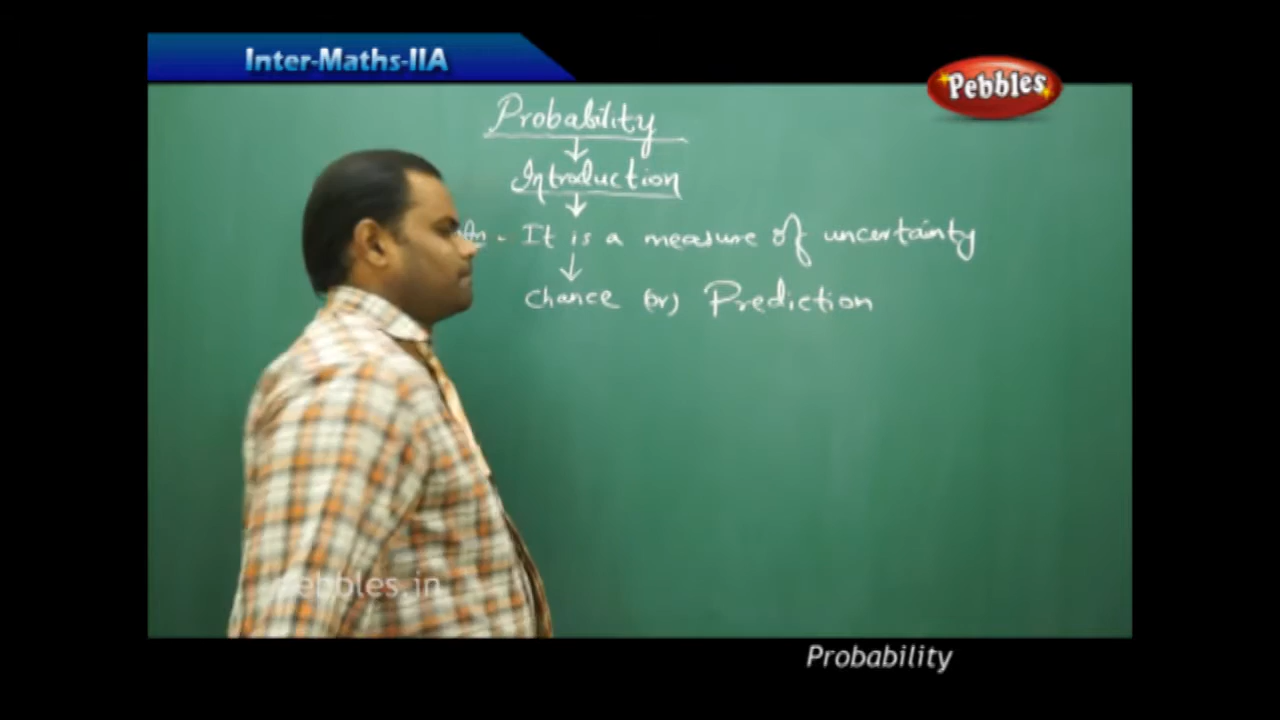 Inter-Maths-IIA
Pebbles
Probability
Introduction
It is a measure of uncertainty
Chance (or) Prediction
pebbles.in
Probability